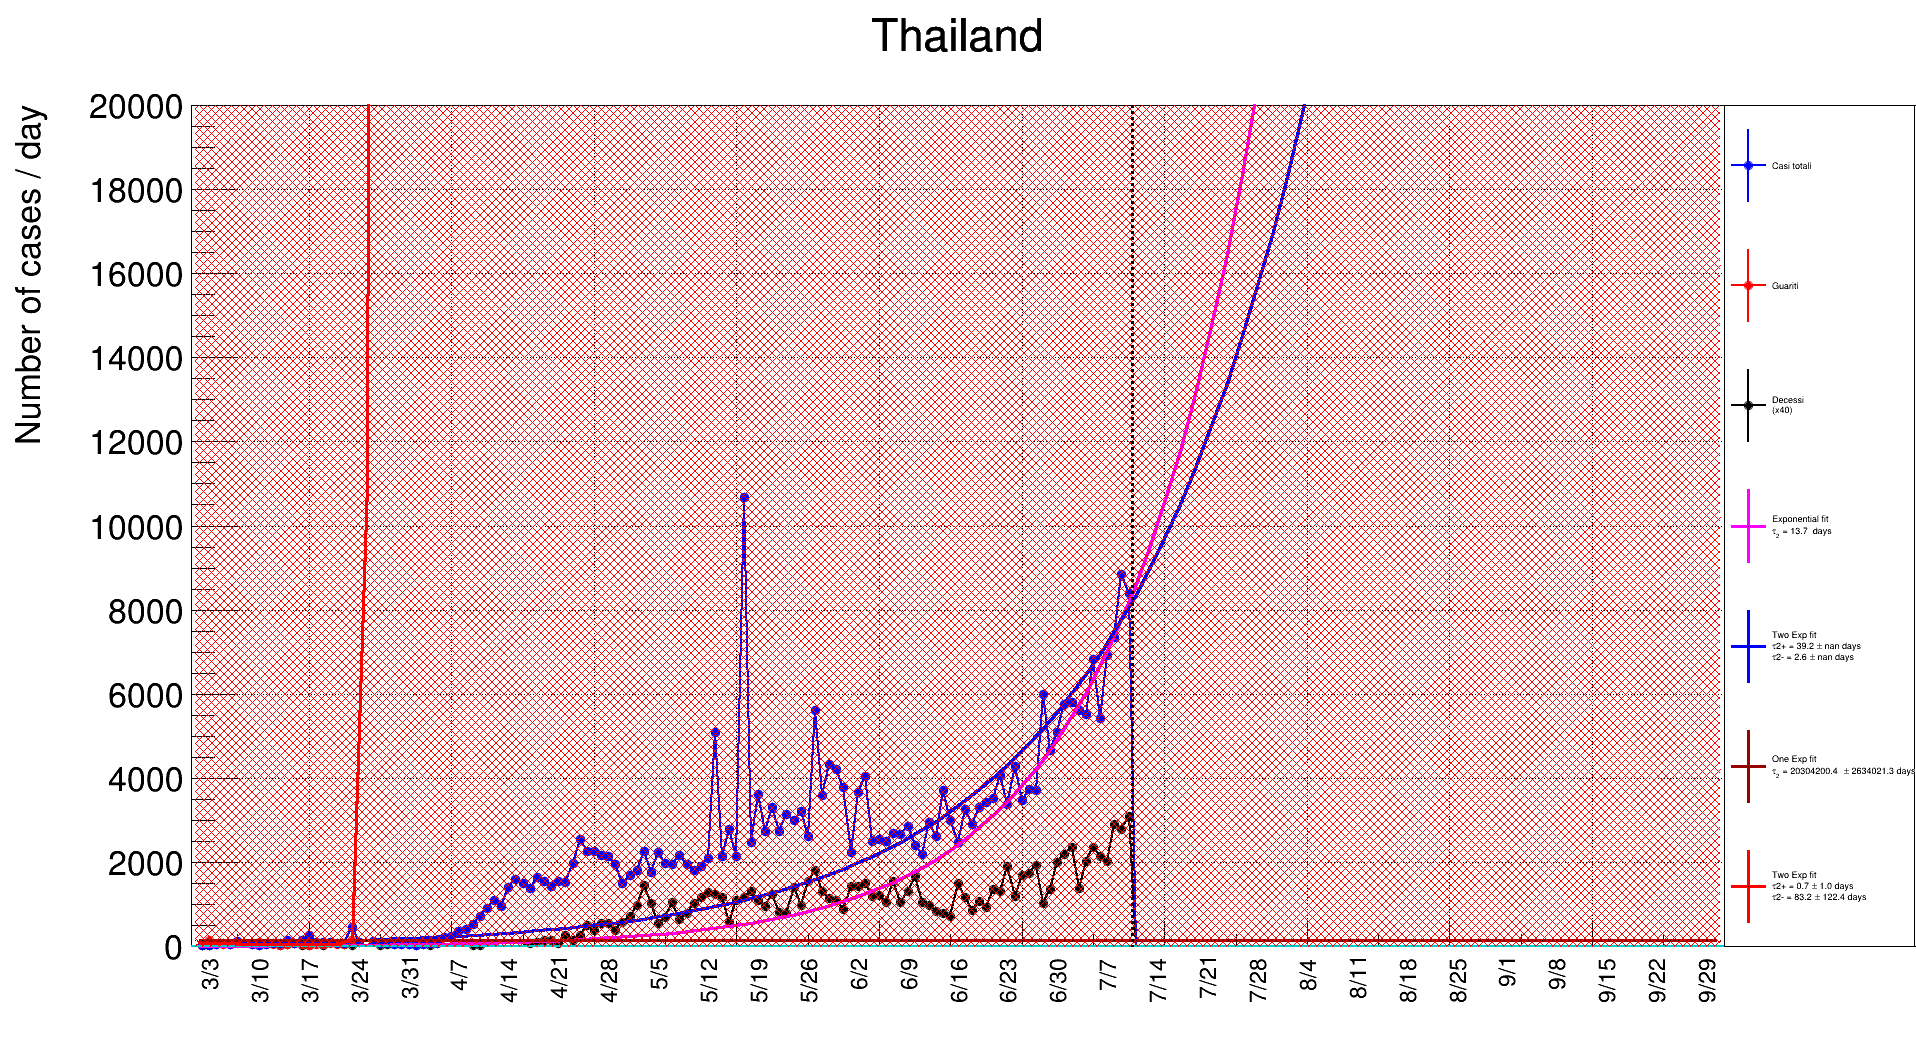 Thailand
Number of cases / day
20000
18000
16000
14000
12000
10000
8000
6000
4000
2000
0
3/3 3/10 3/17 3/24 3/31 4/7 4/14 4/21 4/28 5/5 5/12 5/19 5/26 6/2 6/9 6/16 6/23 6/30 7/7 7/14 7/21 7/28 8/4 8/11 8/18 8/25 9/1 9/8 9/15 9/22 9/29
Casi totali
Guariti
Decessi
(x40)
Exponential fit
τ2 = 13.7 days
Two Exp fit
τ2+ = 39.2 ± nan days
τ2- = 2.6 ± nan days
One Exp fit
τ2 = 20304200.4 ± 2634021.3 days
Two Exp fit
τ2+ = 0.7 ± 1.0 days
τ2- = 83.2 ± 122.4 days